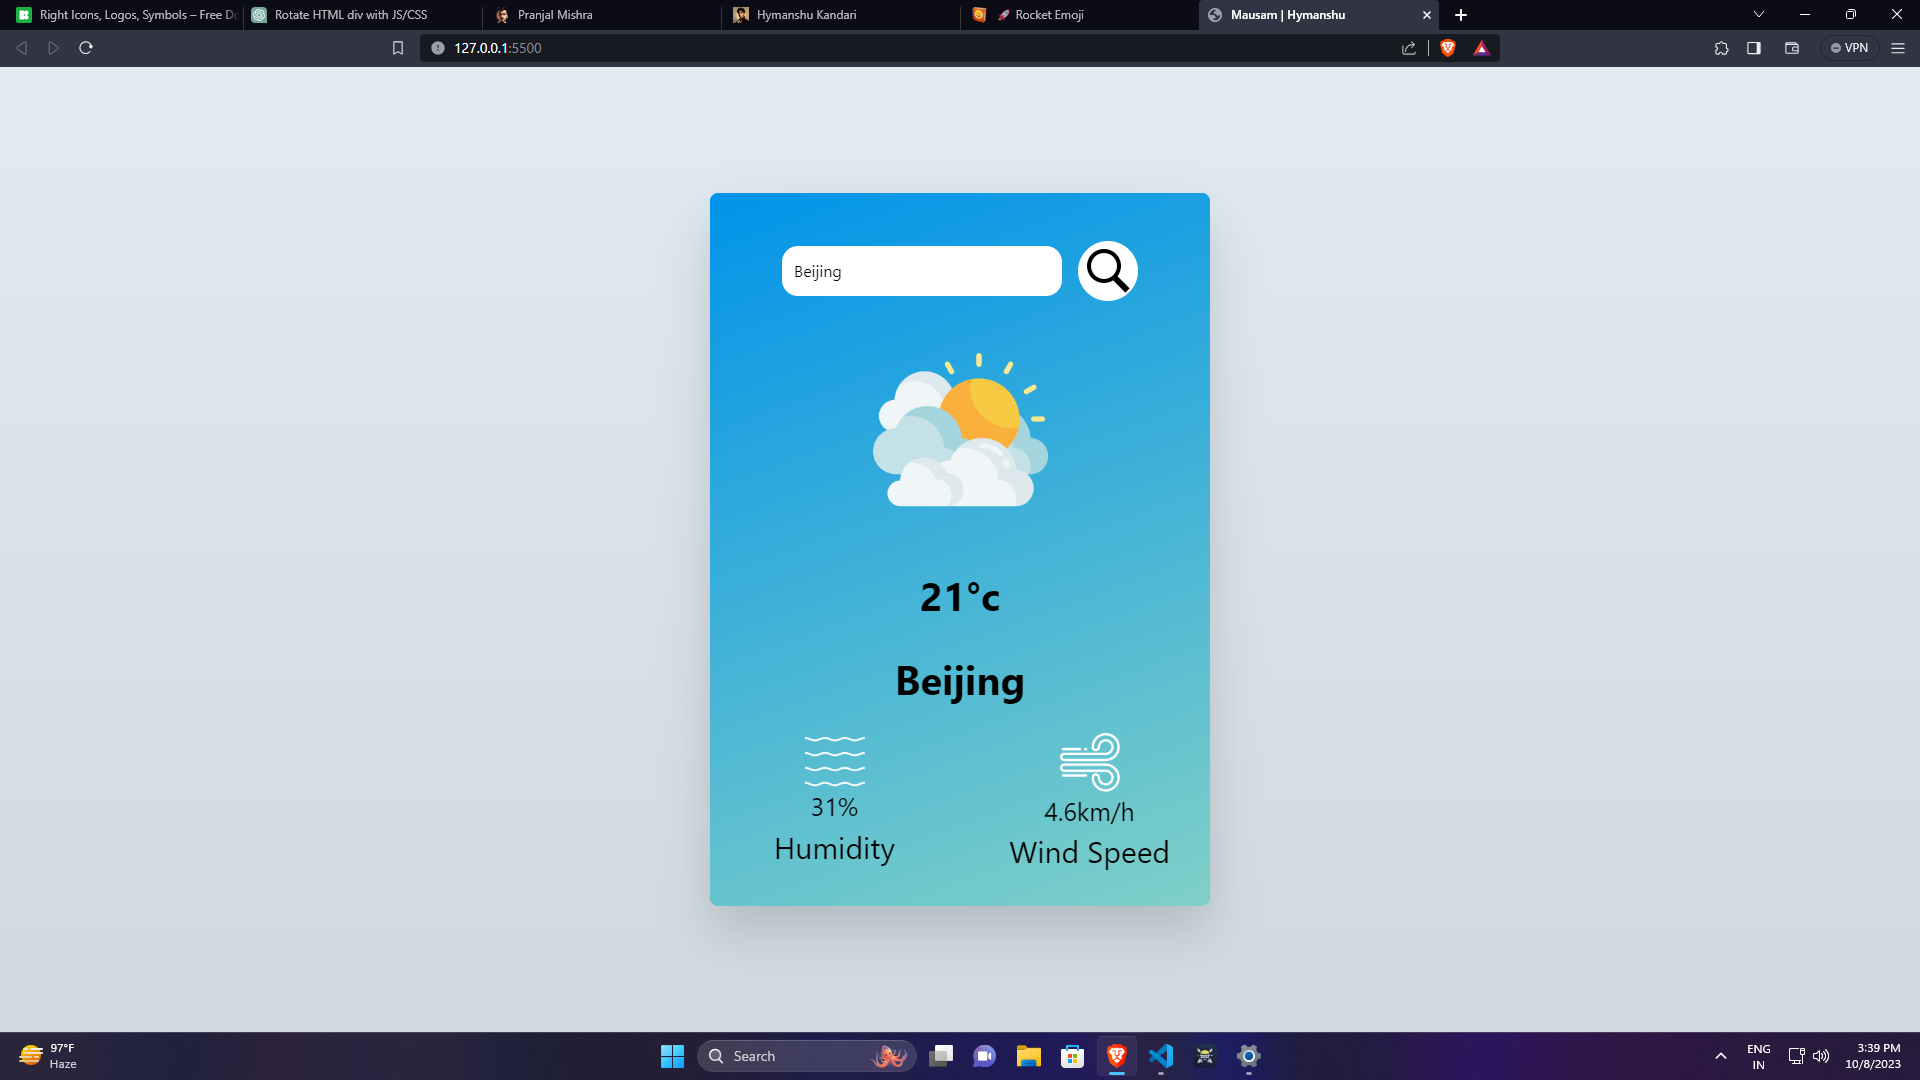 Right Icons, Logos, Symbols – Free Do
Rotate HTML div with JS/CSS
Pranjal Mishra
Hymanshu Kandari
🚀 Rocket Emoji
Mausam | Hymanshu
127.0.0.1:5500
VPN
Beijing
21°c
Beijing
31%
Humidity
4.6km/h
Wind Speed
97°F
Haze
Search
ENG
IN
3:39 PM
10/8/2023